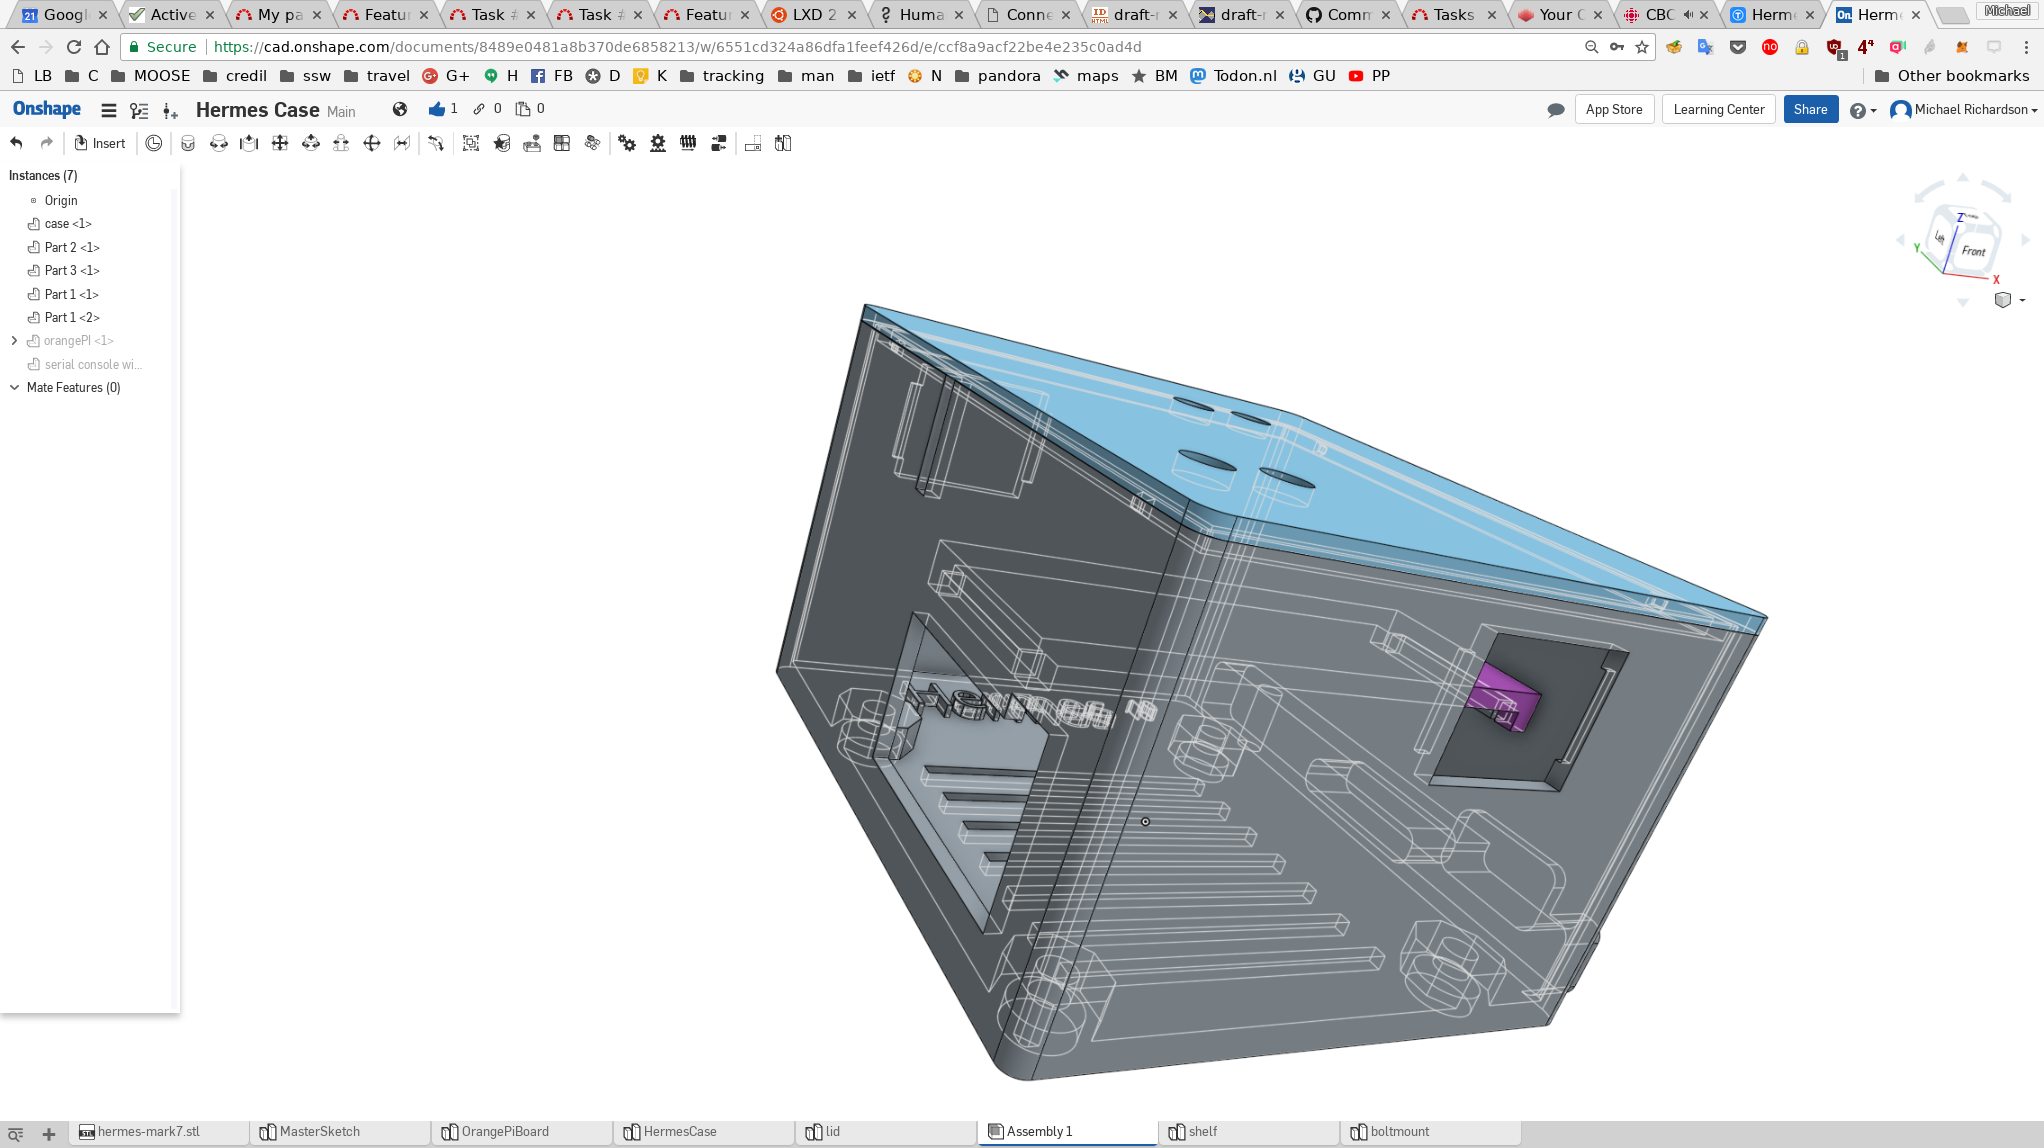 Google Active My pa Featu Task # Task # Featur LXD 2 Huma Conne draft-r draft- Comm Tasks Your C CBC Herme Herme Michael
Secure https://cad.onshape.com/documents/8489e0481a8b370de6858213/w/6551cd324a86dfa1feef426d/e/ccf8a9acf22be4e235c0ad4d
LB C MOOSE credil ssw travel G+ H FB D K tracking man ietf N pandora maps BM Todon.nl GU PP Other bookmarks
Onshape Hermes Case Main 1 0 0 App Store Learning Center Share Michael Richardson
Insert
Instances (7)
Origin
case <1>
Part 2 <1>
Part 3 <1>
Part 1 <1>
Part 1 <2>
orangePI <1>
serial console wi...
Mate Features (0)
Z
Left
Front
Y
X
hermes-mark7.stl MasterSketch OrangePiBoard HermesCase lid Assembly 1 shelf boltmount